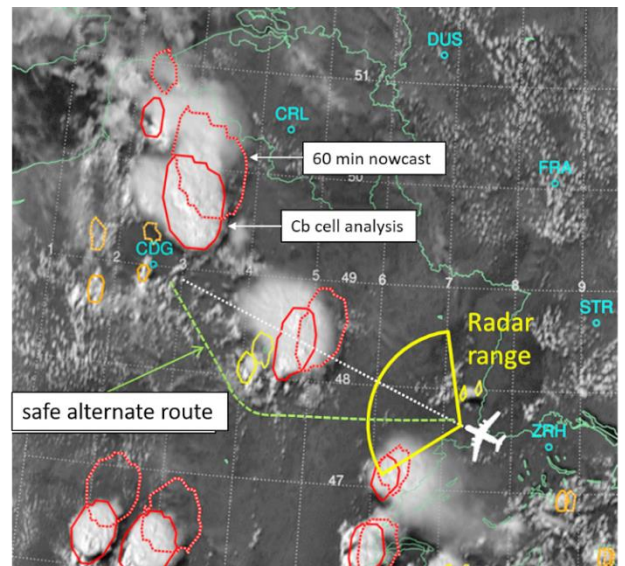 DUS
51
CRL
60 min nowcast
FRA
50
Cb cell analysis
CDG
1
2
3
4
5
49
6
7
8
9
STR
Radar
range
48
safe alternate route
ZRH
47